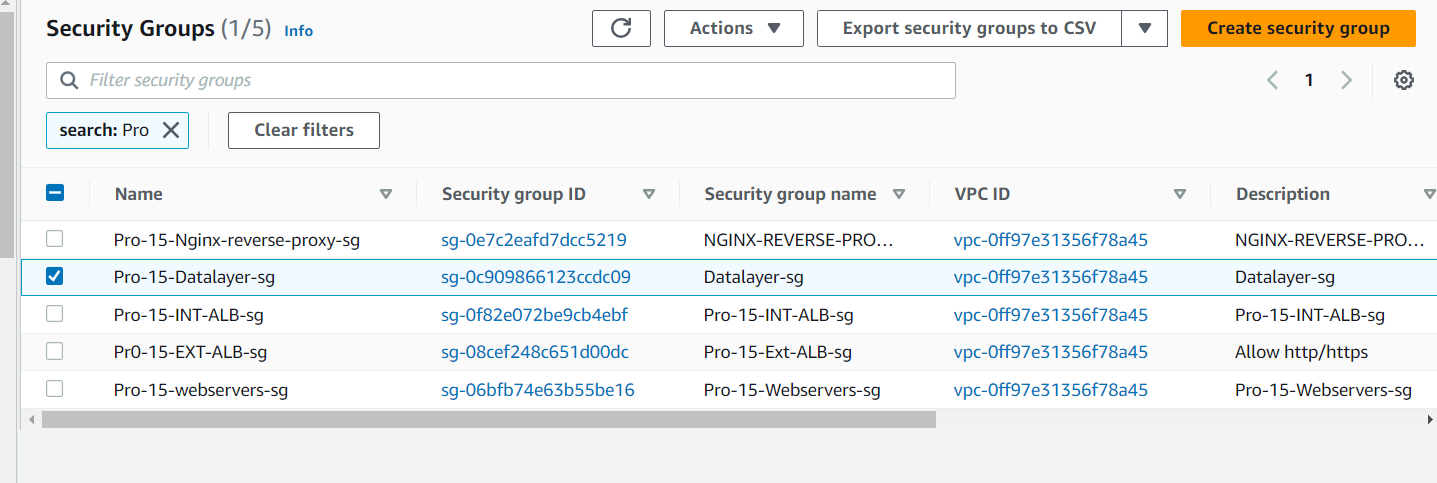 Security Groups (1/5) Info Actions Export security groups to CSV Create security group
Filter security groups 1
search: Pro Clear filters
Name Security group ID Security group name VPC ID Description
Pro-15-Nginx-reverse-proxy-sg sg-0e7c2eafd7dcc5219 NGINX-REVERSE-PRO... vpc-0ff97e31356f78a45 NGINX-REVERSE-PRO...
Pro-15-Datalayer-sg sg-0c909866123ccdc09 Datalayer-sg vpc-0ff97e31356f78a45 Datalayer-sg
Pro-15-INT-ALB-sg sg-0f82e072be9cb4ebf Pro-15-INT-ALB-sg vpc-0ff97e31356f78a45 Pro-15-INT-ALB-sg
Pr0-15-EXT-ALB-sg sg-08cef248c651d00dc Pro-15-Ext-ALB-sg vpc-0ff97e31356f78a45 Allow http/https
Pro-15-webservers-sg sg-06bfb74e63b55be16 Pro-15-Webservers-sg vpc-0ff97e31356f78a45 Pro-15-Webservers-sg